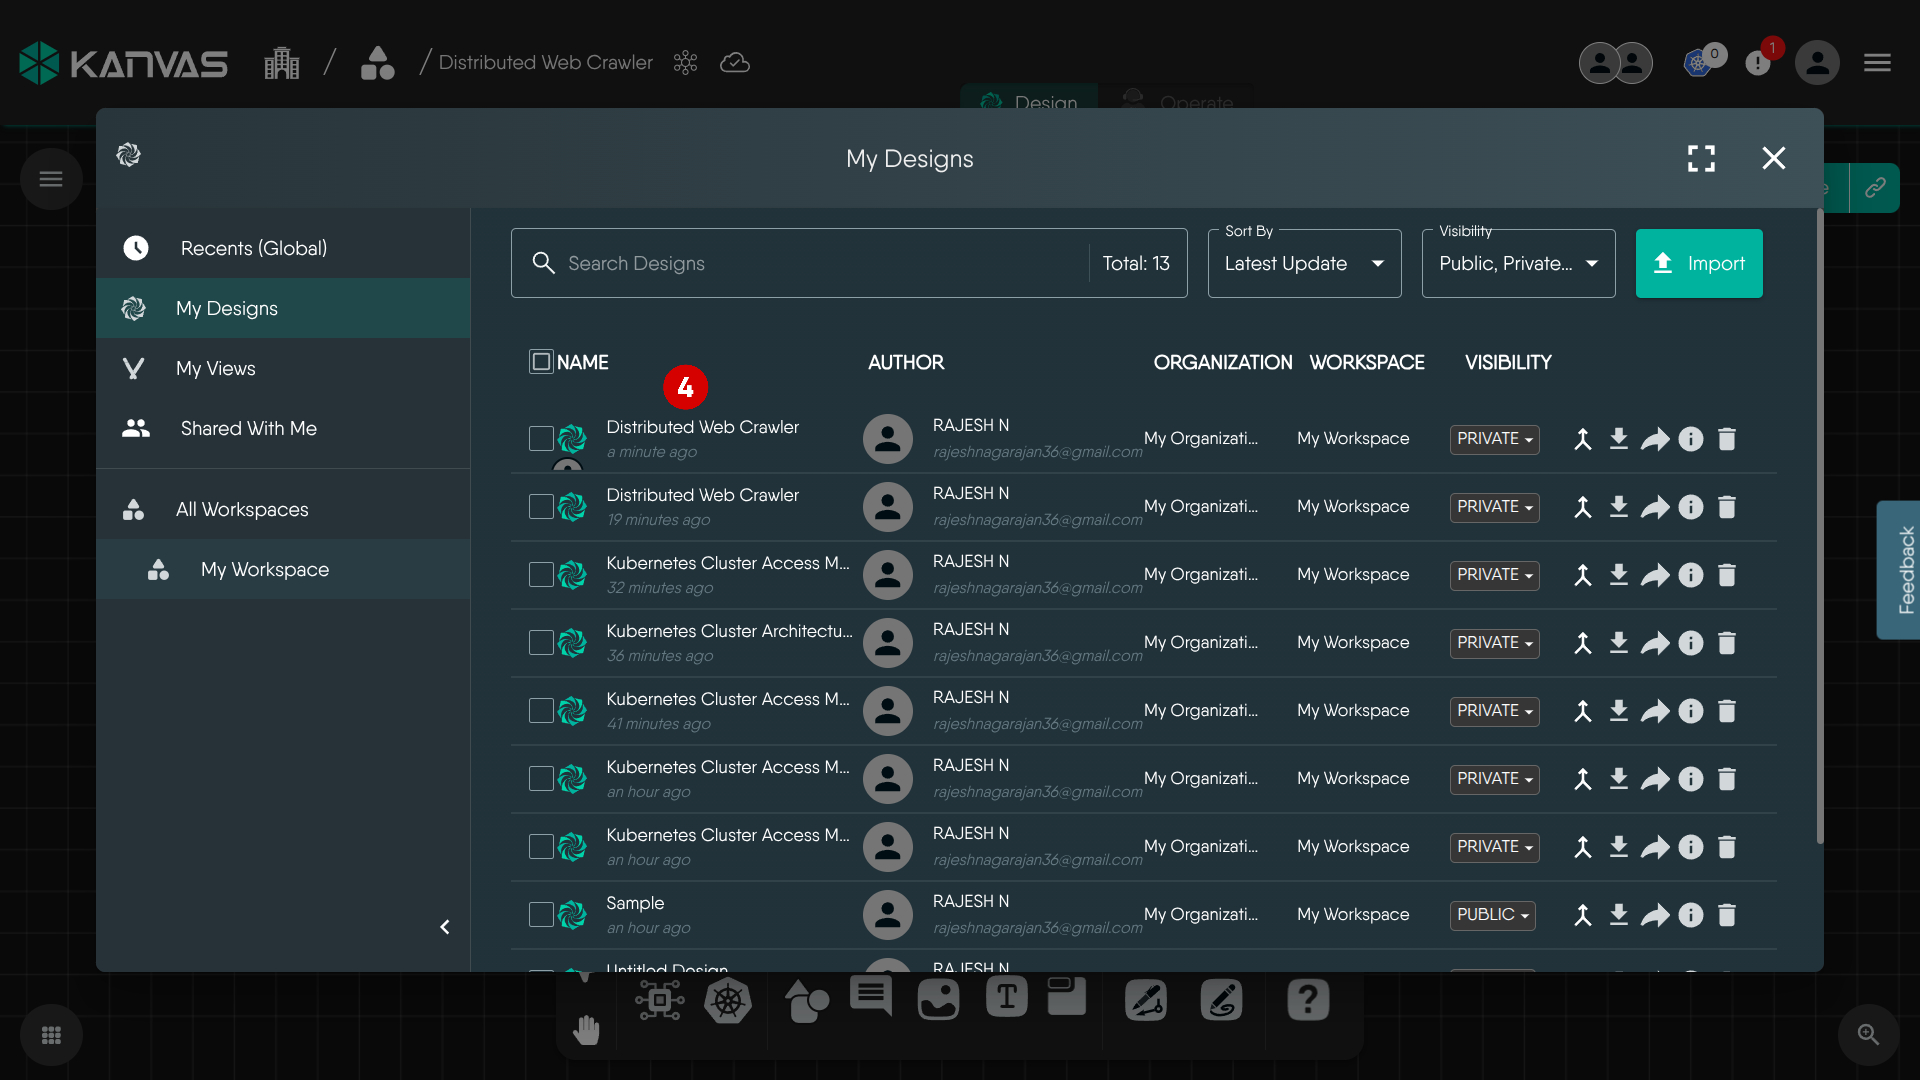 KANVAS / / Distributed Web Crawler 0 1
Design Operate
My Designs
Recents (Global)
My Designs
My Views
Shared With Me
All Workspaces
My Workspace
Search Designs Total: 13
Sort By
Latest Update
Visibility
Public, Private...
Import
NAME AUTHOR ORGANIZATION WORKSPACE VISIBILITY
4
Distributed Web Crawler
a minute ago
RAJESH N
rajeshnagarajan36@gmail.com
My Organizati... My Workspace PRIVATE
Distributed Web Crawler
19 minutes ago
RAJESH N
rajeshnagarajan36@gmail.com
My Organizati... My Workspace PRIVATE
Kubernetes Cluster Access M...
32 minutes ago
RAJESH N
rajeshnagarajan36@gmail.com
My Organizati... My Workspace PRIVATE
Kubernetes Cluster Architectu...
36 minutes ago
RAJESH N
rajeshnagarajan36@gmail.com
My Organizati... My Workspace PRIVATE
Kubernetes Cluster Access M...
41 minutes ago
RAJESH N
rajeshnagarajan36@gmail.com
My Organizati... My Workspace PRIVATE
Kubernetes Cluster Access M...
an hour ago
RAJESH N
rajeshnagarajan36@gmail.com
My Organizati... My Workspace PRIVATE
Kubernetes Cluster Access M...
an hour ago
RAJESH N
rajeshnagarajan36@gmail.com
My Organizati... My Workspace PRIVATE
Sample
an hour ago
RAJESH N
rajeshnagarajan36@gmail.com
My Organizati... My Workspace PUBLIC
Untitled Design
RAJESH N
Feedback